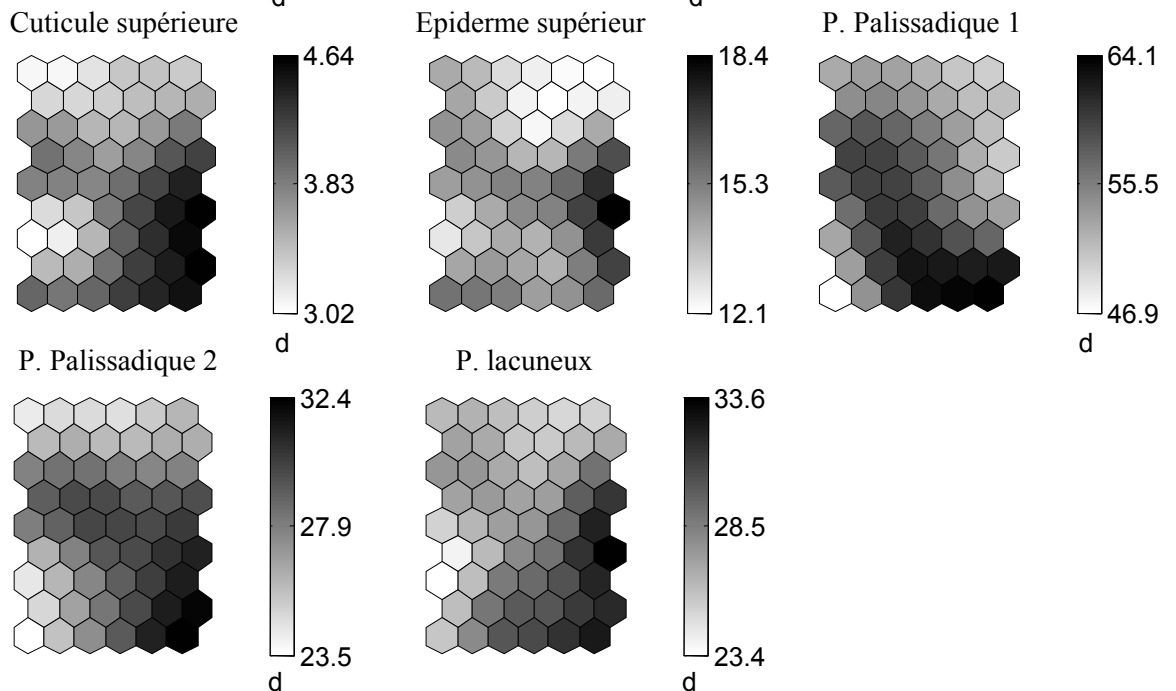 d
d
Cuticule supérieure
Epiderme supérieur
P. Palissadique 1
4.64
3.83
3.02
18.4
15.3
12.1
64.1
55.5
46.9
d
P. Palissadique 2
P. lacuneux
32.4
27.9
23.5
d
33.6
28.5
23.4
d